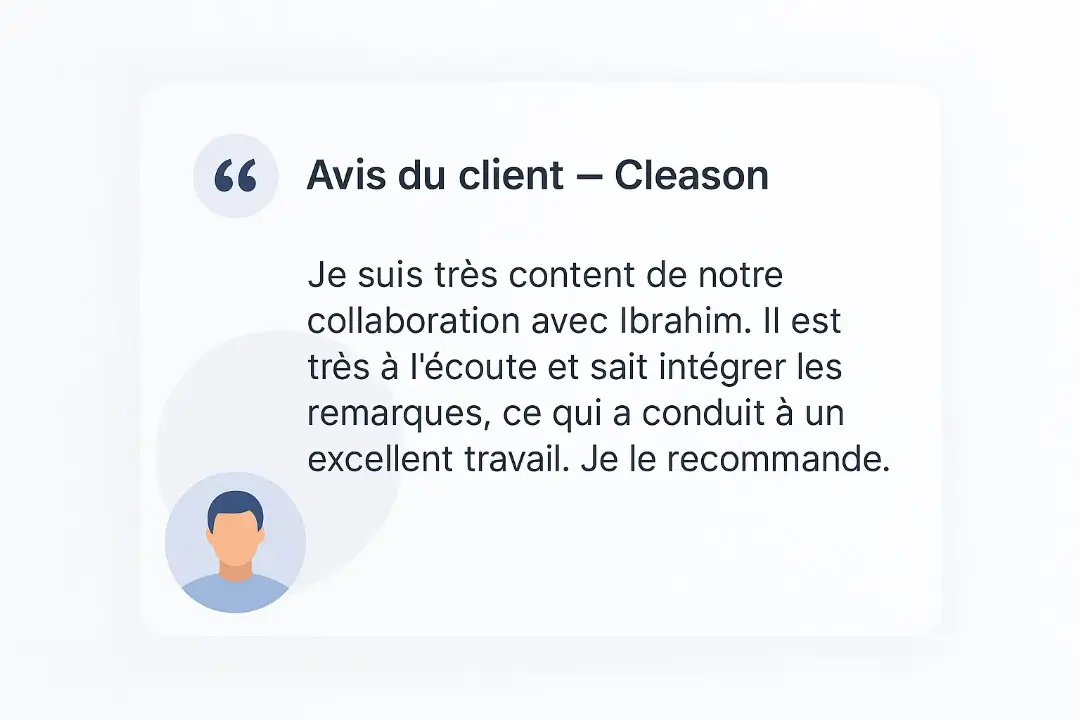 Avis du client – Cleason
Je suis très content de notre
collaboration avec Ibrahim. Il est
très à l'écoute et sait intégrer les
remarques, ce qui a conduit à un
excellent travail. Je le recommande.